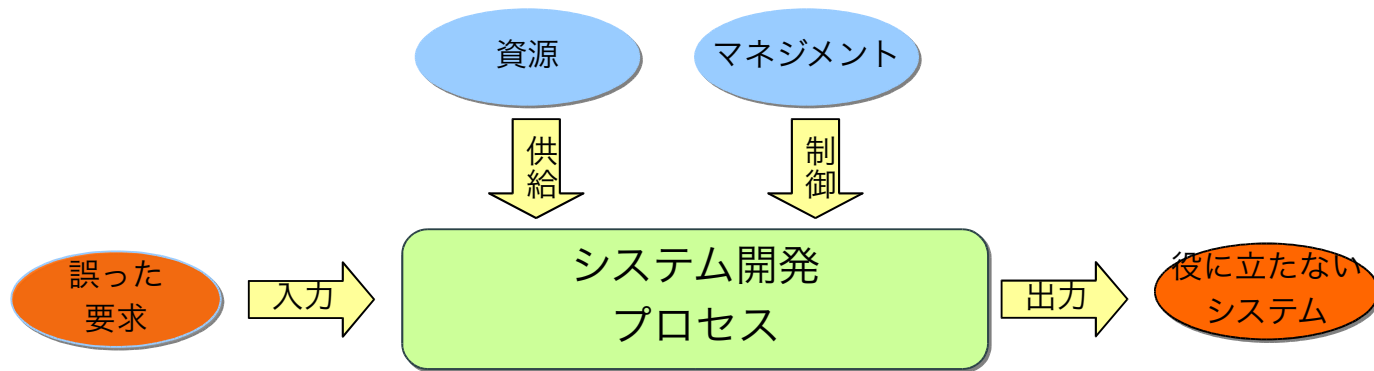 資源
マネジメント
供給
制御
誤った
要求
入力
システム開発
プロセス
出力
役に立たない
システム